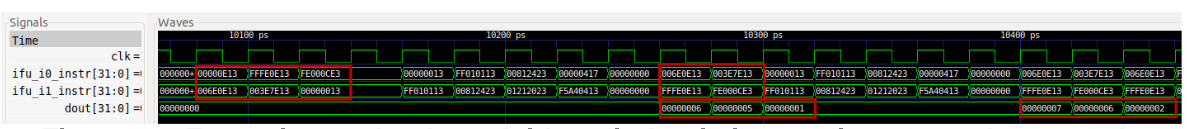 Signals
Waves
Time
10100 ps 10200 ps 10300 ps 10400 ps
clk=
ifu_i0_instr[31:0]= 000000+ 00000E13 FFFE0E13 FE000CE3 00000013 FF010113 00812423 00000417 00000000 006E0E13 003E7E13 00000013 FF010113 00812423 00000417 00000000 006E0E13 003E7E13 006E0E13
ifu_i1_instr[31:0]= 000000+ 006E0E13 003E7E13 00000013 FF010113 00812423 01212023 F5A40413 00000000 FFFE0E13 FE000CE3 FF010113 00812423 01212023 F5A40413 00000000 FFFE0E13 FE000CE3 FFFE0E13
dout[31:0]= 00000000 00000006 00000005 00000001 00000007 00000006 00000002